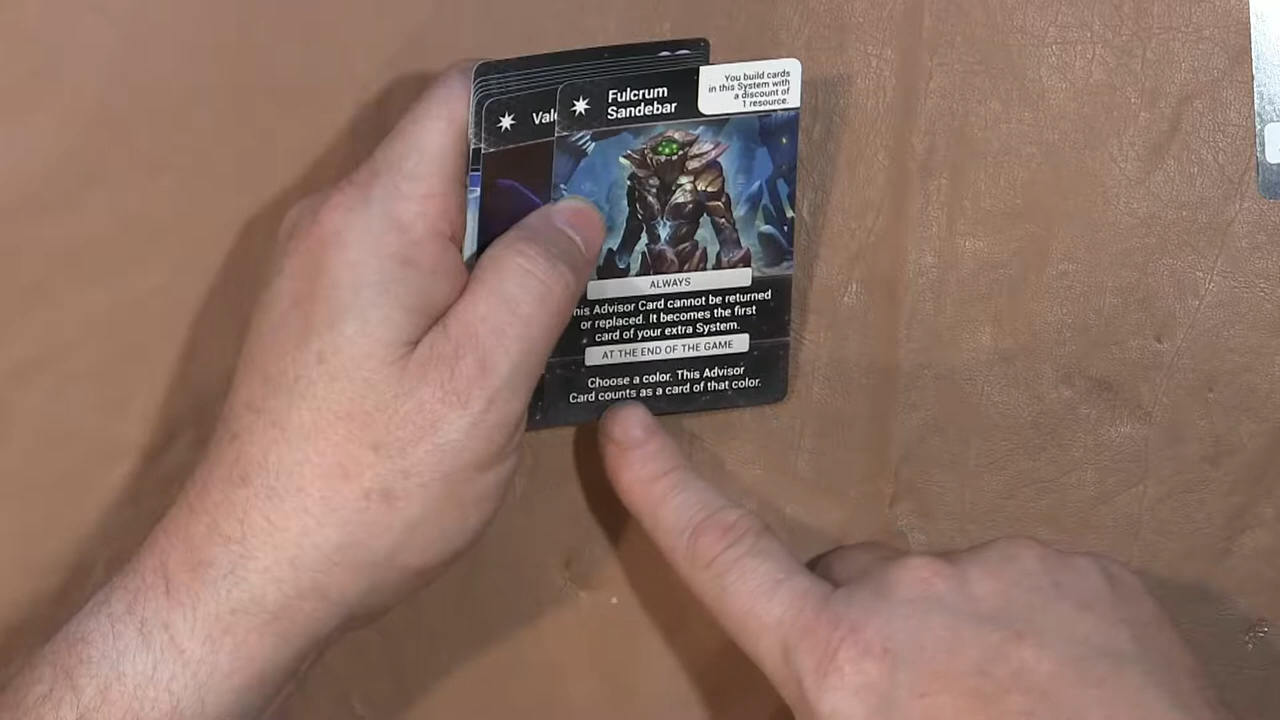 Fulcrum
Sandebar
You build cards
in this System with
a discount of
1 resource.
ALWAYS
Advisor Card cannot be returned
or replaced. It becomes the first
card of your extra System.
AT THE END OF THE GAME
Choose a color. This Advisor
Card counts as a card of that color.